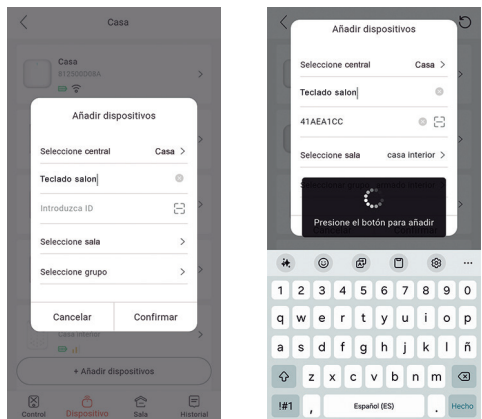 Casa
Casa
812500D08A
Añadir dispositivos
Seleccione central Casa
Teclado salon
Introduzca ID
Seleccione sala
Seleccione grupo
Cancelar Confirmar
Casa Interior
+ Añadir dispositivos
Control Dispositivo Sala Historial
Añadir dispositivos
Seleccione central Casa
Teclado salon
41AEA1CC
Seleccione sala casa interior
Presione el botón para añadir
1 2 3 4 5 6 7 8 9 0
q w e r t y u i o p
a s d f g h j k l ñ
z x c v b n m
!#1 , Español (ES) . Hecho